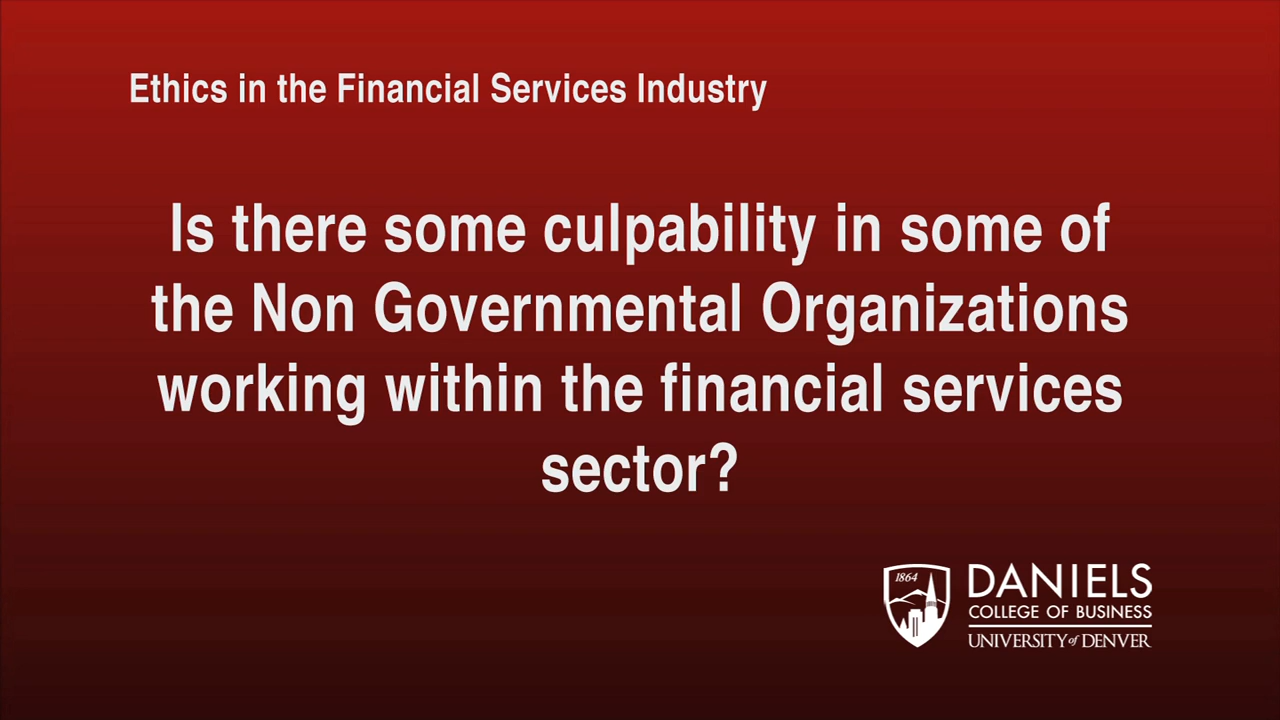 Ethics in the Financial Services Industry
Is there some culpability in some of
the Non Governmental Organizations
working within the financial services
sector?
1864
DANIELS
COLLEGE OF BUSINESS
UNIVERSITY of DENVER